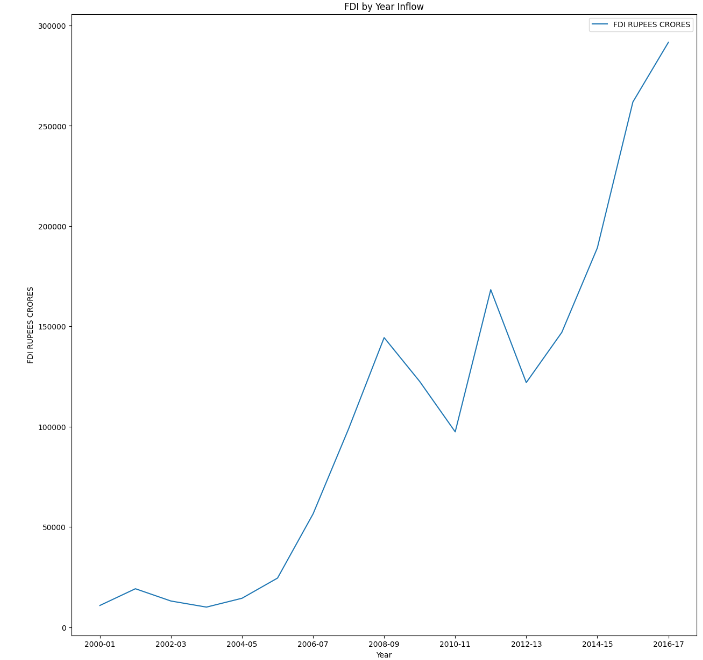 FDI by Year Inflow
FDI RUPEES CRORES
300000
250000
200000
150000
100000
50000
0
FDI RUPEES CRORES
2000-01 2002-03 2004-05 2006-07 2008-09 2010-11 2012-13 2014-15 2016-17
Year